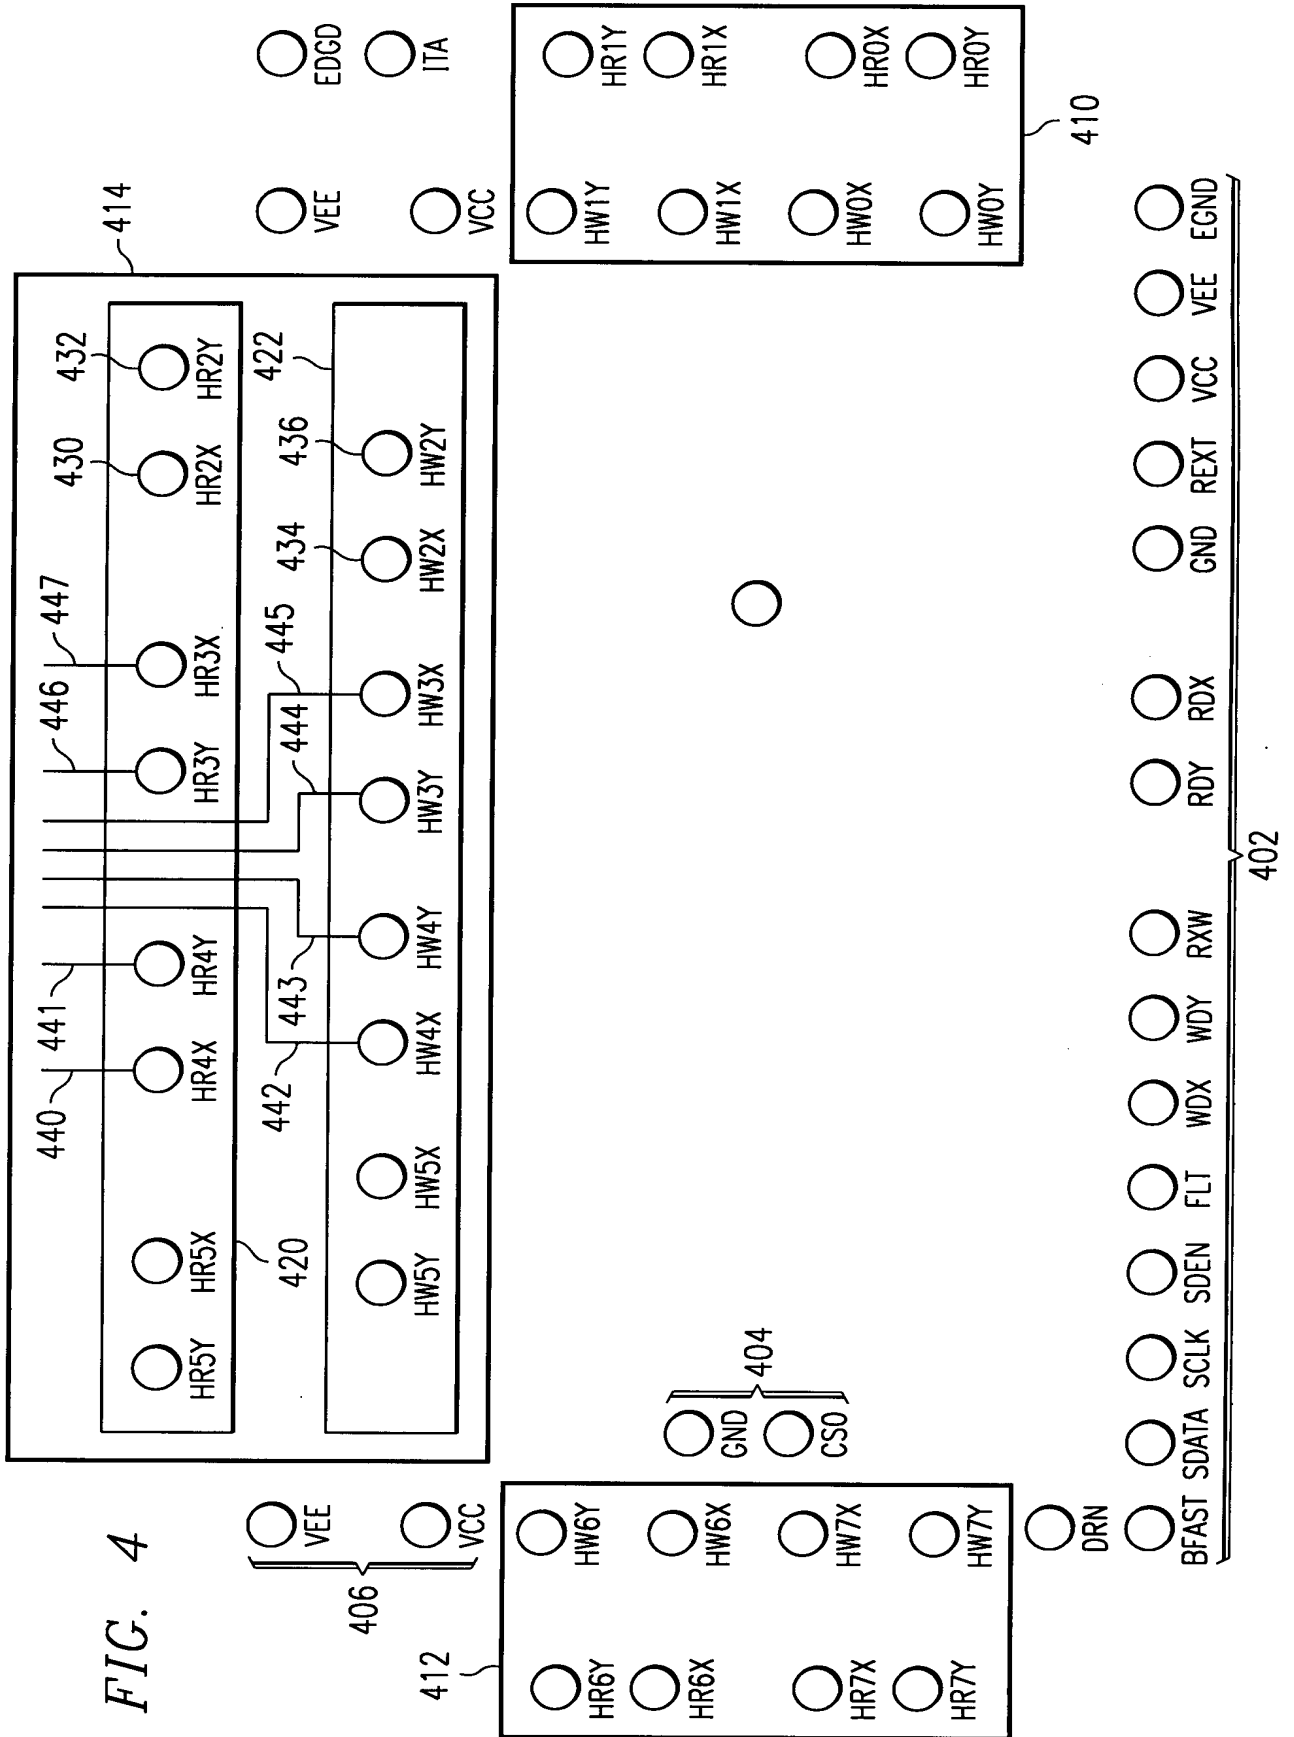 FIG. 4
414
432
430
447
446
441
440
HR5Y
HR5X
HR4X
HR4Y
HR3Y
HR3X
HR2X
HR2Y
420
442
443
444
445
434
436
422
HW5Y
HW5X
HW4X
HW4Y
HW3Y
HW3X
HW2X
HW2Y
VEE
VCC
406
VEE
VCC
EDGD
ITA
412
HR6Y
HR6X
HR7X
HR7Y
HW6Y
HW6X
HW7X
HW7Y
GND
CS0
404
HW1Y
HW1X
HW0X
HW0Y
HR1Y
HR1X
HR0X
HR0Y
410
DRN
BFAST
SDATA
SCLK
SDEN
FLT
WDX
WDY
RXW
RDY
RDX
GND
REXT
VCC
VEE
EGND
402